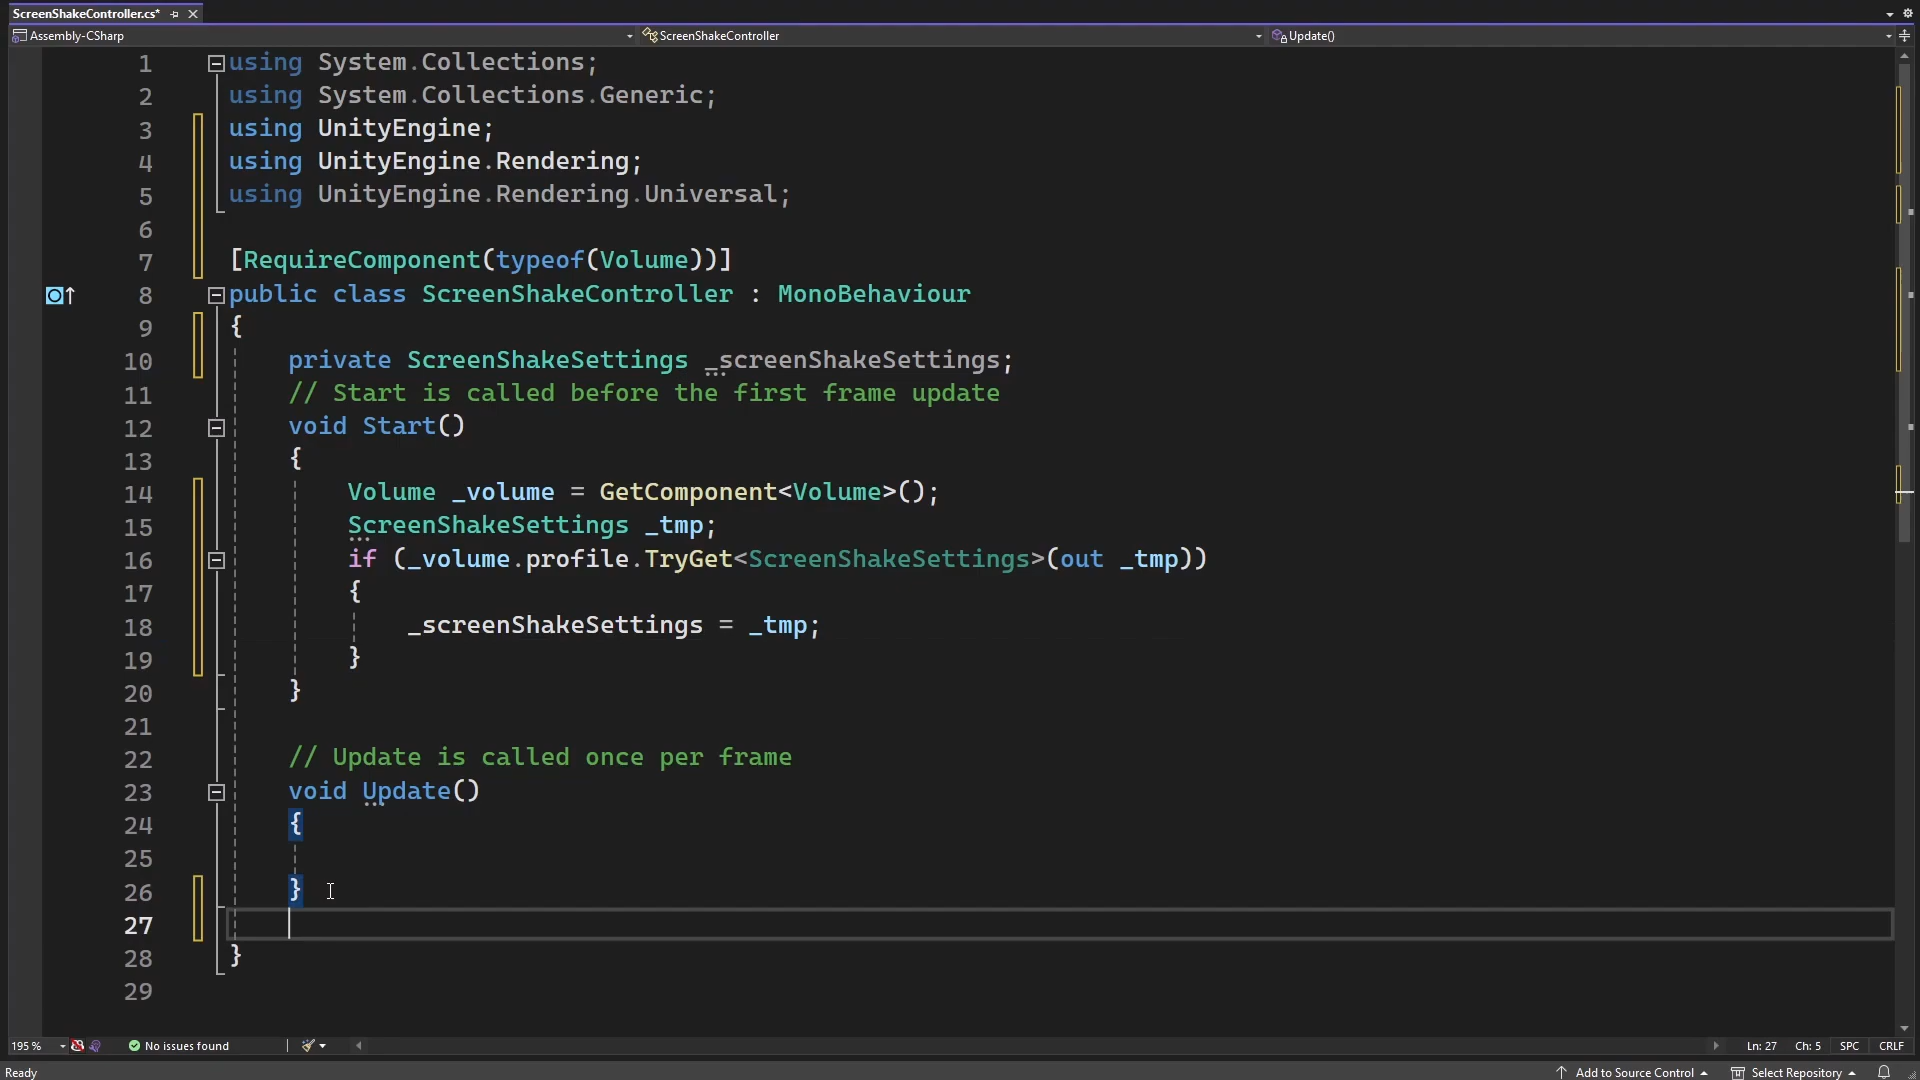 ScreenShakeController.cs*
Assembly-CSharp ScreenShakeController Update()
1 using System.Collections;
2 using System.Collections.Generic;
3 using UnityEngine;
4 using UnityEngine.Rendering;
5 using UnityEngine.Rendering.Universal;
6
7 [RequireComponent(typeof(Volume))]
8 public class ScreenShakeController : MonoBehaviour
9 {
10 private ScreenShakeSettings _screenShakeSettings;
11 // Start is called before the first frame update
12 void Start()
13 {
14 Volume _volume = GetComponent<Volume>();
15 ScreenShakeSettings _tmp;
16 if (_volume.profile.TryGet<ScreenShakeSettings>(out _tmp))
17 {
18 _screenShakeSettings = _tmp;
19 }
20 }
21
22 // Update is called once per frame
23 void Update()
24 {
25
26 }
27
28 }
29
195 % No issues found Ln: 27 Ch: 5 SPC CRLF
Ready Add to Source Control Select Repository